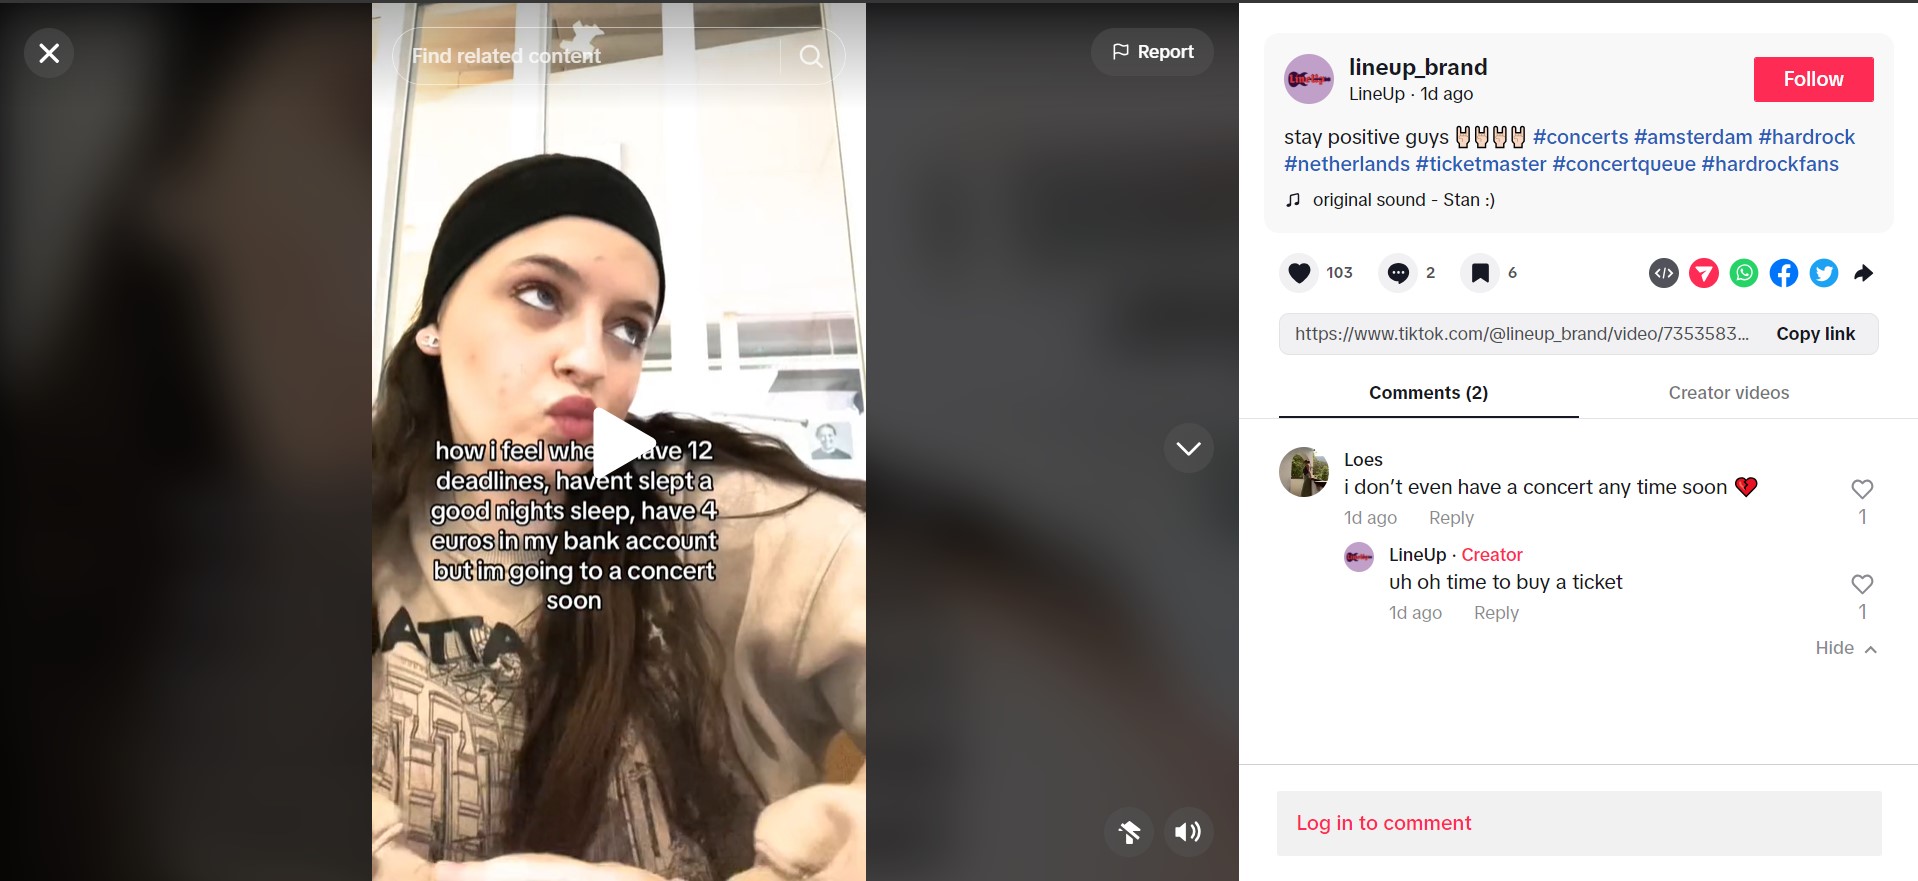 Find related content
Report
how i feel whe ave 12
deadlines, havent slept a
good nights sleep, have 4
euros in my bank account
but im going to a concert
soon
ATTA
lineup_brand
LineUp · 1d ago
Follow
stay positive guys 🤘🏻🤘🏻🤘🏻🤘🏻 #concerts #amsterdam #hardrock
#netherlands #ticketmaster #concertqueue #hardrockfans
original sound - Stan :)
103
2
6
https://www.tiktok.com/@lineup_brand/video/7353583...
Copy link
Comments (2)
Creator videos
Loes
i don’t even have a concert any time soon 💔
1d ago
Reply
1
LineUp · Creator
uh oh time to buy a ticket
1d ago
Reply
1
Hide
Log in to comment